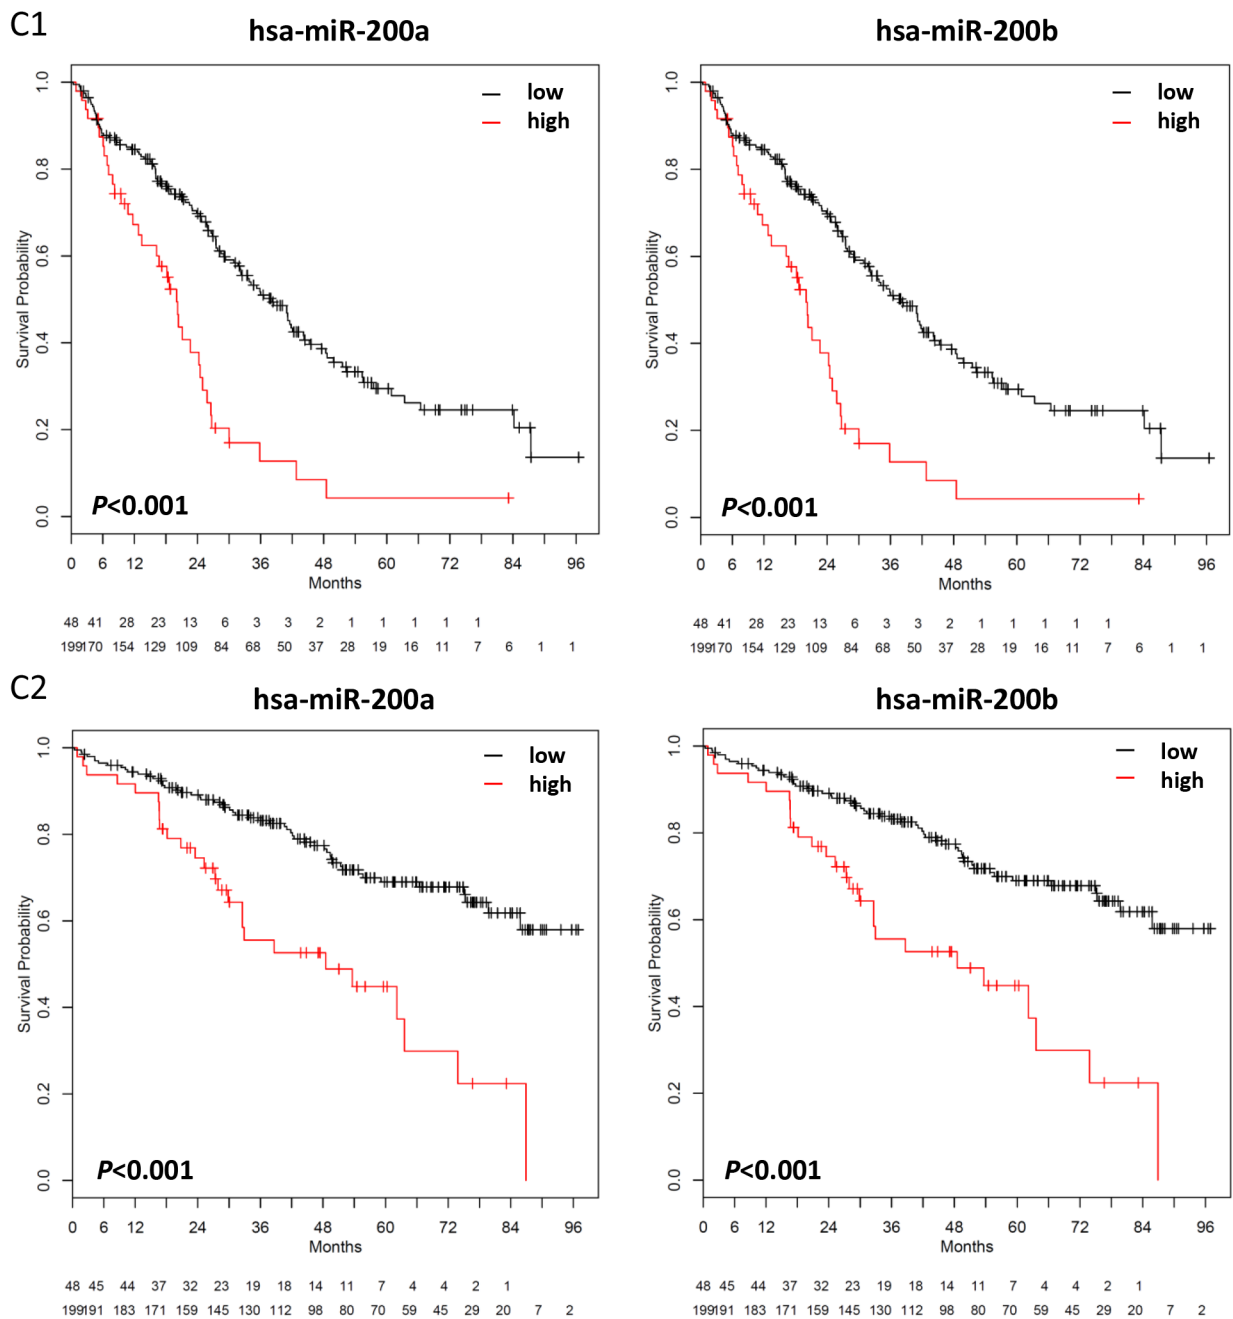 C1
hsa-miR-200a
hsa-miR-200b
Survival Probability
1.0
0.8
0.6
0.4
0.2
0.0
low
high
P<0.001
0 6 12 24 36 48 60 72 84 96
Months
48 41 28 23 13 6 3 3 2 1 1 1 1 1
199170 154 129 109 84 68 50 37 28 19 16 11 7 6 1 1
Survival Probability
1.0
0.8
0.6
0.4
0.2
0.0
low
high
P<0.001
0 6 12 24 36 48 60 72 84 96
Months
48 41 28 23 13 6 3 3 2 1 1 1 1 1
199170 154 129 109 84 68 50 37 28 19 16 11 7 6 1 1
C2
hsa-miR-200a
hsa-miR-200b
Survival Probability
1.0
0.8
0.6
0.4
0.2
0.0
low
high
P<0.001
0 6 12 24 36 48 60 72 84 96
Months
48 45 44 37 32 23 19 18 14 11 7 4 4 2 1
199191 183 171 159 145 130 112 98 80 70 59 45 29 20 7 2
Survival Probability
1.0
0.8
0.6
0.4
0.2
0.0
low
high
P<0.001
0 6 12 24 36 48 60 72 84 96
Months
48 45 44 37 32 23 19 18 14 11 7 4 4 2 1
199191 183 171 159 145 130 112 98 80 70 59 45 29 20 7 2